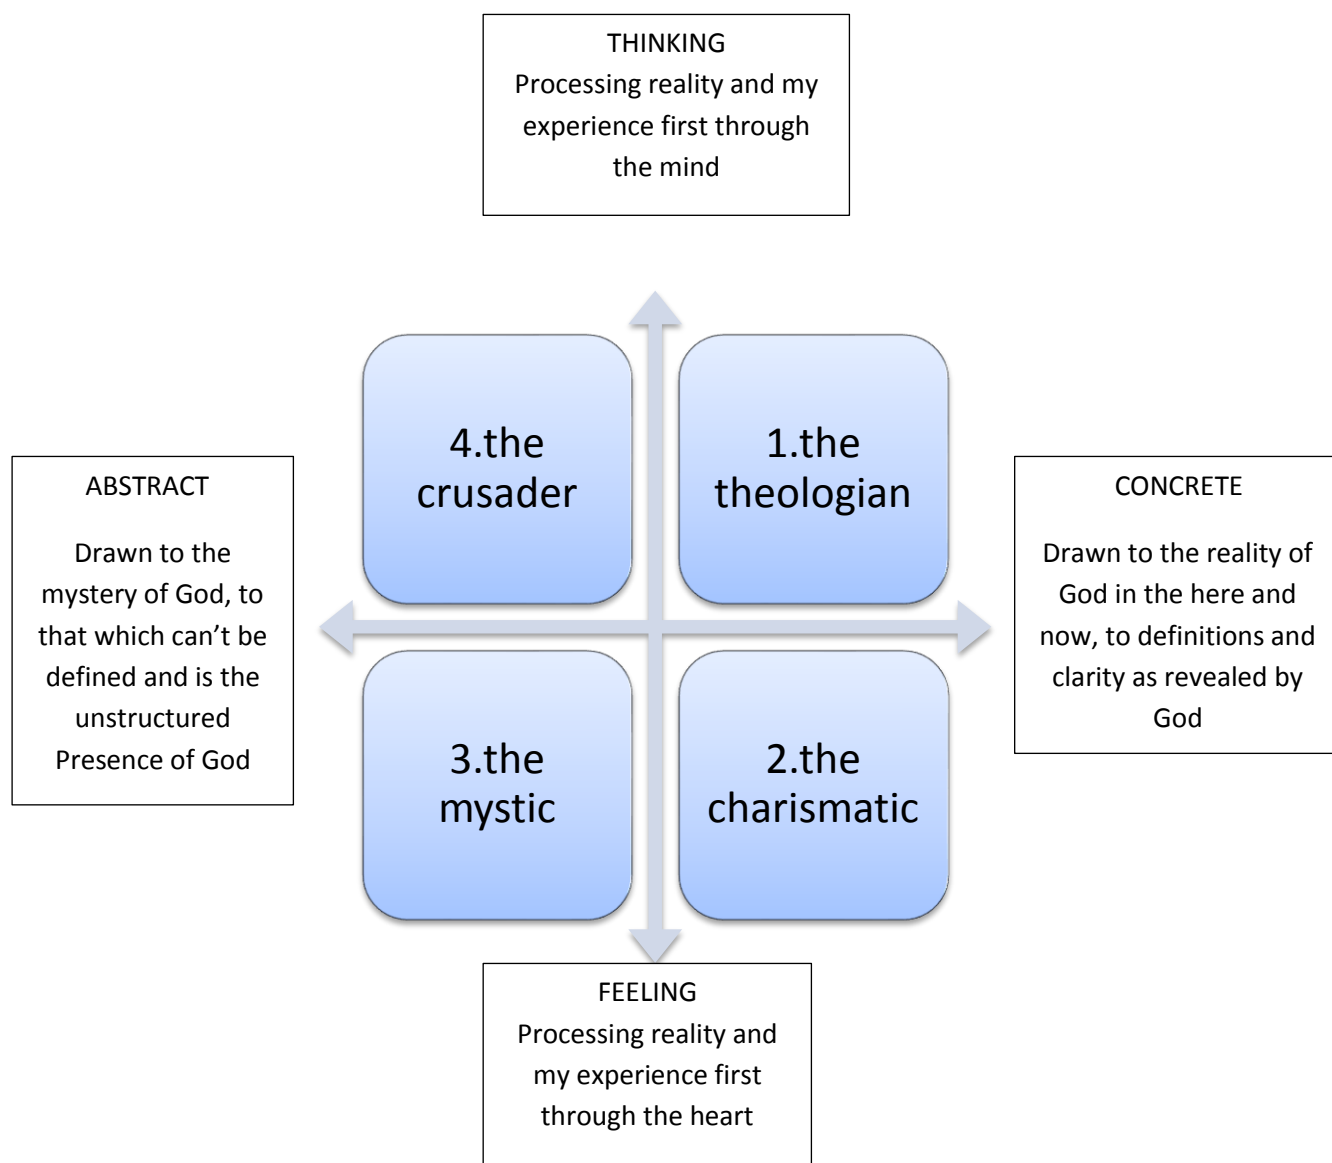 THINKING
Processing reality and my
experience first through
the mind
4.the
crusader
1.the
theologian
ABSTRACT
Drawn to the
mystery of God, to
that which can’t be
defined and is the
unstructured
Presence of God
CONCRETE
Drawn to the reality of
God in the here and
now, to definitions and
clarity as revealed by
God
3.the
mystic
2.the
charismatic
FEELING
Processing reality and
my experience first
through the heart